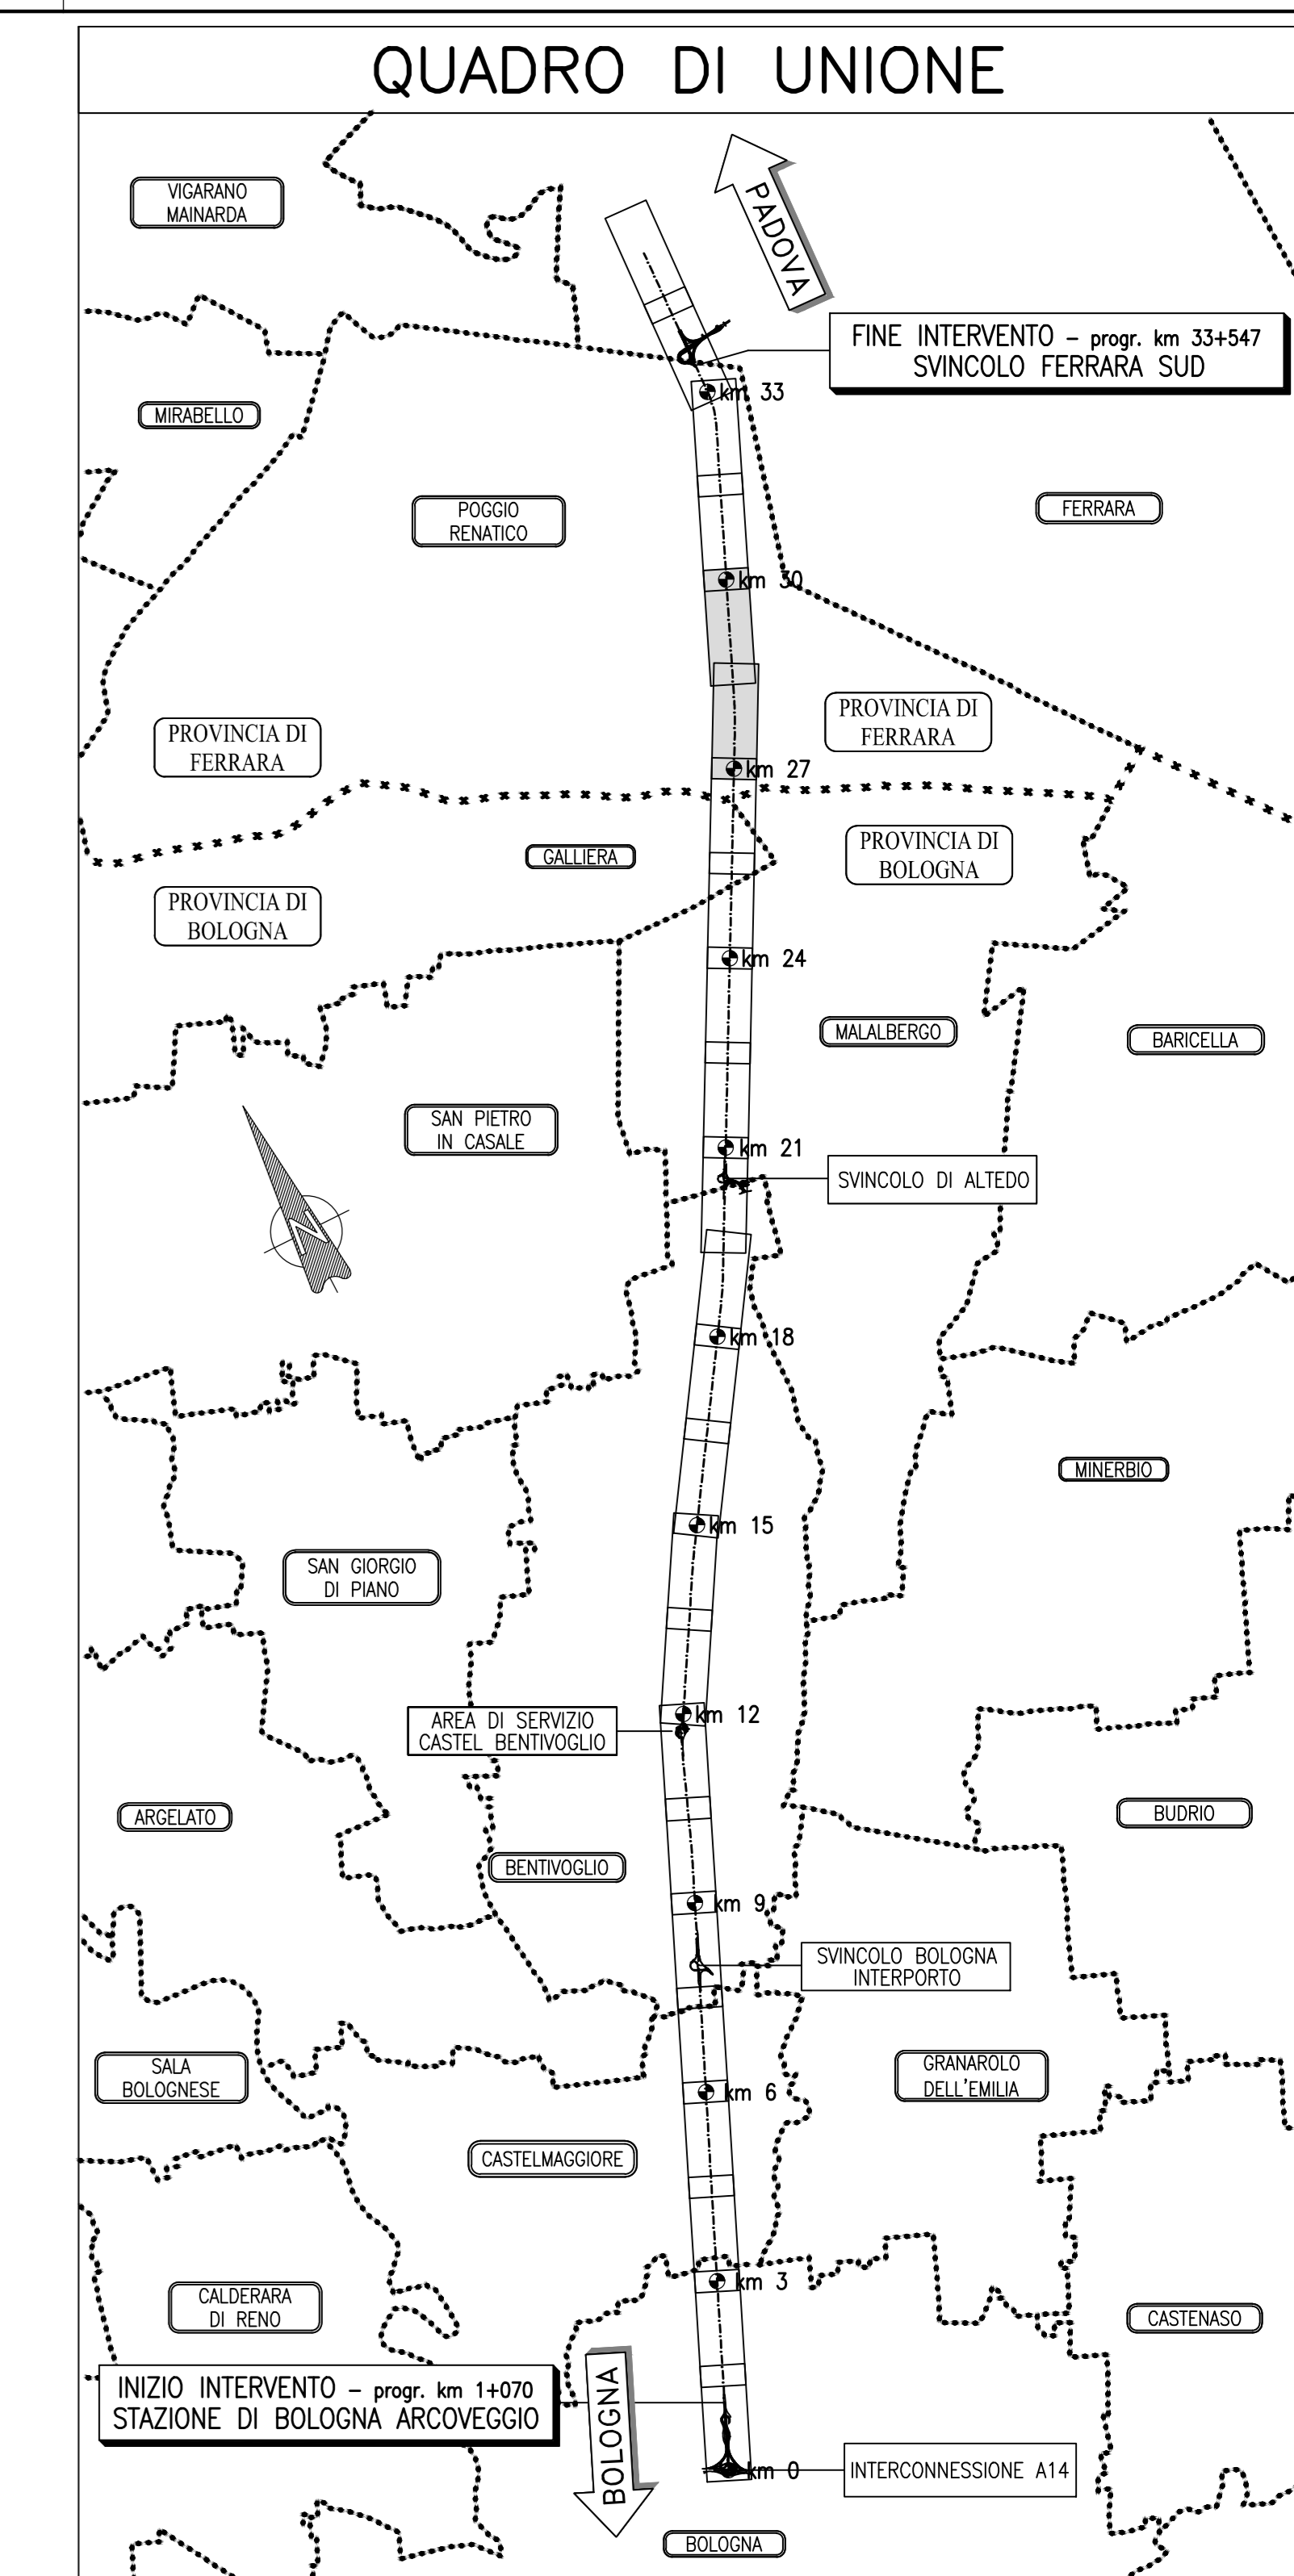 QUADRO DI UNIONE
VIGARANO
MAINARDA
PADOVA
FINE INTERVENTO – progr. km 33+547
SVINCOLO FERRARA SUD
km 33
MIRABELLO
POGGIO
RENATICO
FERRARA
km 30
PROVINCIA DI
FERRARA
PROVINCIA DI
FERRARA
km 27
GALLIERA
PROVINCIA DI
BOLOGNA
PROVINCIA DI
BOLOGNA
km 24
MALALBERGO
BARICELLA
SAN PIETRO
IN CASALE
km 21
SVINCOLO DI ALTEDO
N
km 18
MINERBIO
km 15
SAN GIORGIO
DI PIANO
AREA DI SERVIZIO
CASTEL BENTIVOGLIO
km 12
ARGELATO
BUDRIO
BENTIVOGLIO
km 9
SVINCOLO BOLOGNA
INTERPORTO
SALA
BOLOGNESE
GRANAROLO
DELL'EMILIA
km 6
CASTELMAGGIORE
km 3
CALDERARA
DI RENO
CASTENASO
INIZIO INTERVENTO – progr. km 1+070
STAZIONE DI BOLOGNA ARCOVEGGIO
BOLOGNA
km 0
INTERCONNESSIONE A14
BOLOGNA